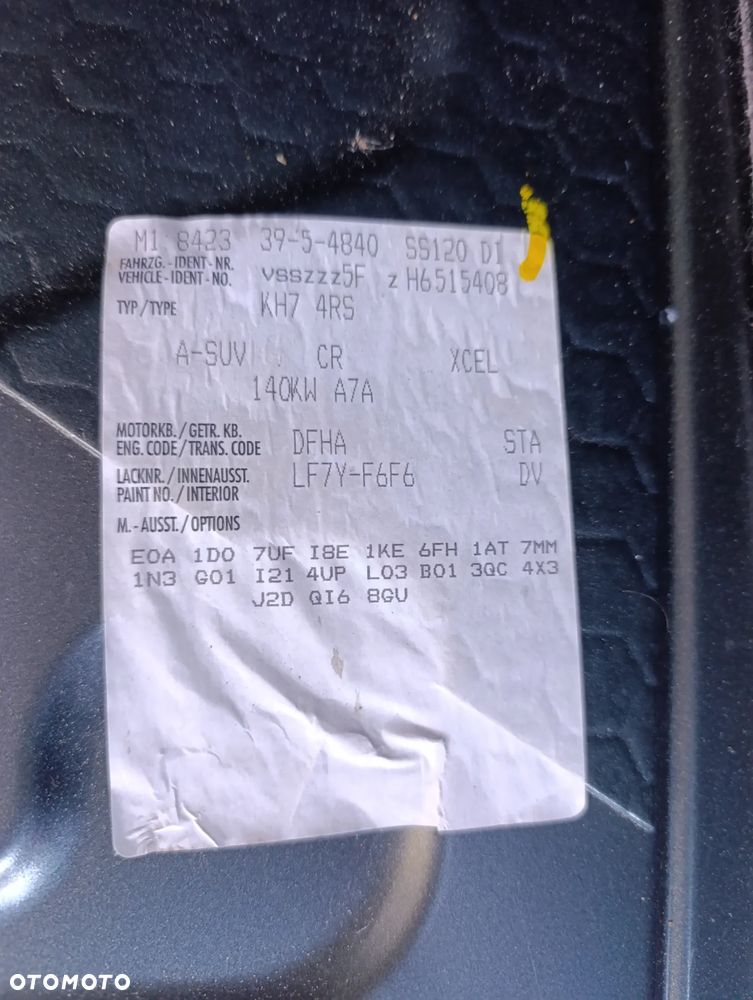 M1 8423 39-5-4840 SS120 D1
FAHRZG.-IDENT-NR.
VEHICLE-IDENT-NO. VSSZZZ5F Z H6515408
TYP/TYPE KH7 4RS
A-SUV CR XCEL
140KW A7A
MOTORKB./GETR.KB.
ENG.CODE/TRANS.CODE DFHA STA
LACKNR./INNENAUSST.
PAINT NO./INTERIOR LF7Y-F6F6 DV
M.-AUSST./OPTIONS
E0A 1D0 7UF I8E 1KE 6FH 1AT 7MM
1N3 G01 I21 4UP L03 B01 3QC 4X3
J2D QI6 8GU
OTOMOTO